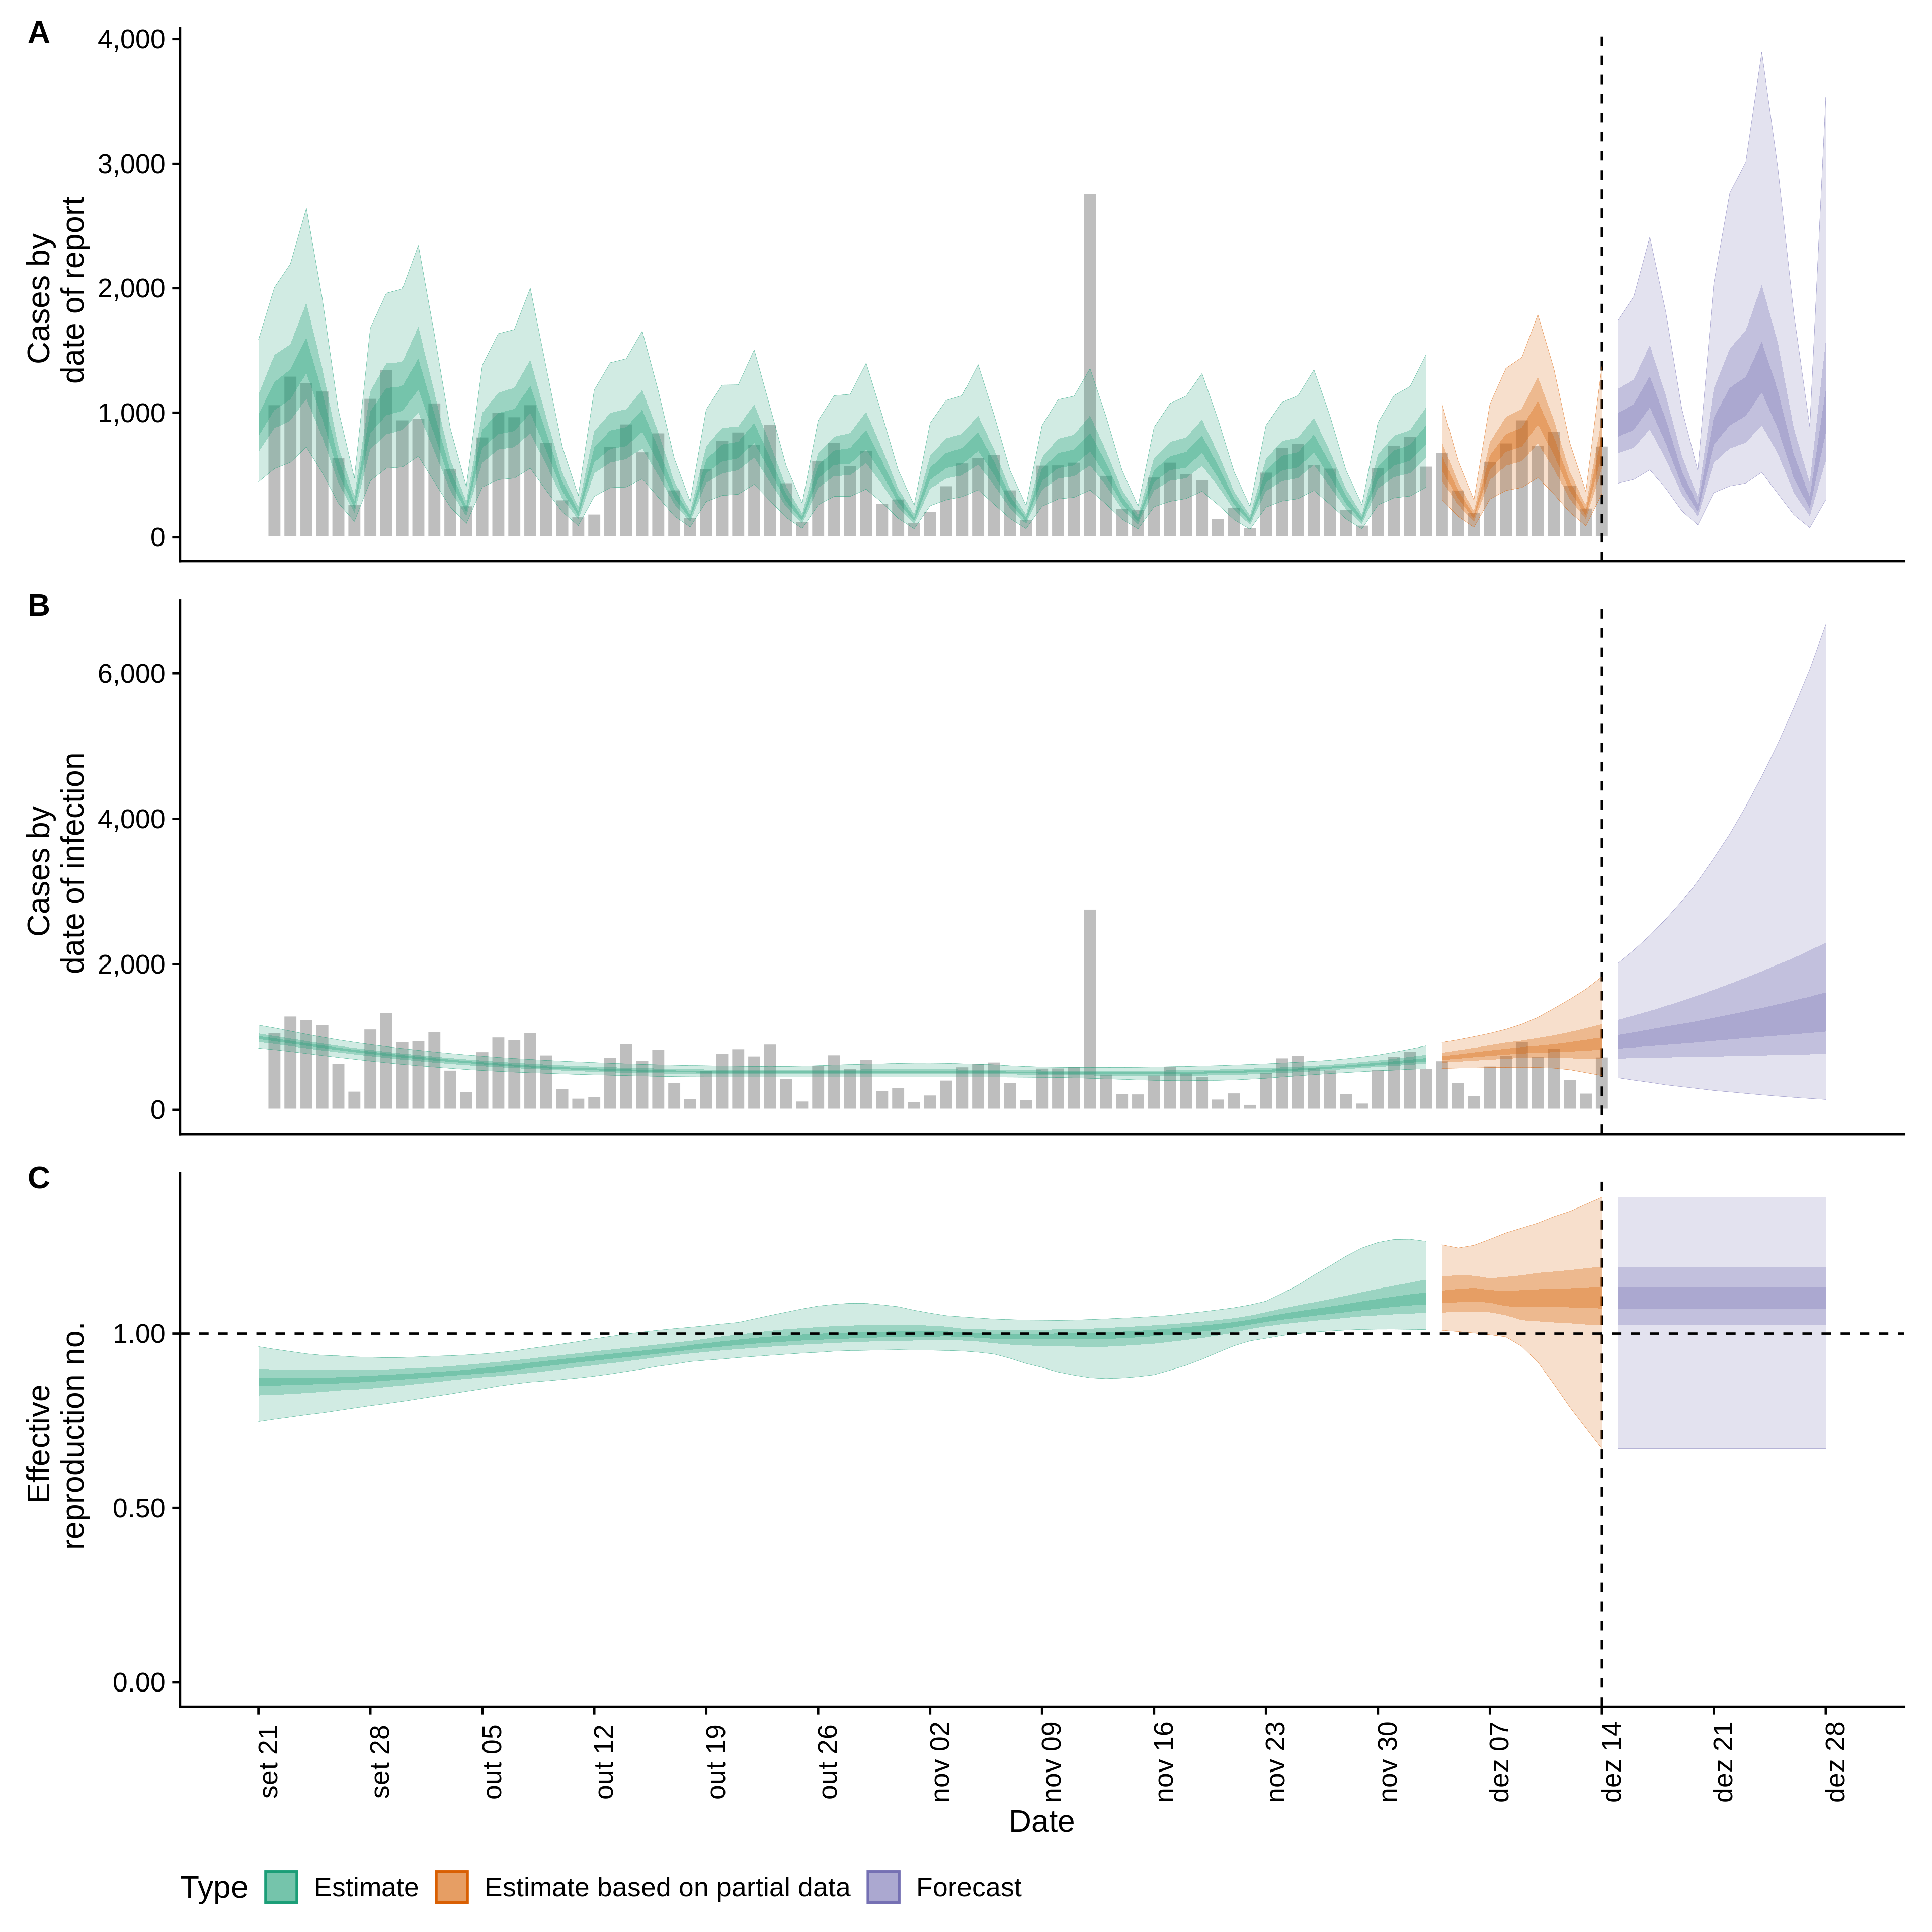 A
4,000
3,000
2,000
1,000
0
Cases by
date of report
B
6,000
4,000
2,000
0
Cases by
date of infection
C
1.00
0.50
0.00
Effective
reproduction no.
set 21
set 28
out 05
out 12
out 19
out 26
nov 02
nov 09
nov 16
nov 23
nov 30
dez 07
dez 14
dez 21
dez 28
Date
Type Estimate Estimate based on partial data Forecast